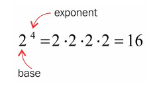 exponent
2⁴ = 2 · 2 · 2 · 2 = 16
base